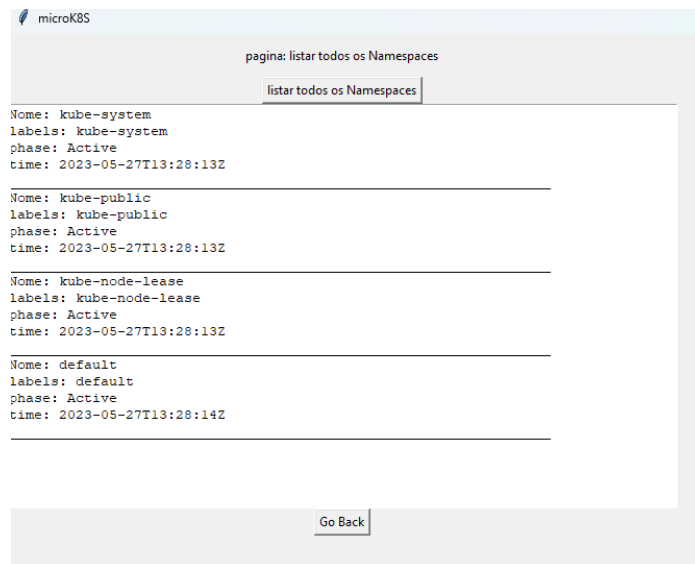 microK8S
pagina: listar todos os Namespaces
listar todos os Namespaces
Nome: kube-system
labels: kube-system
phase: Active
time: 2023-05-27T13:28:13Z
Nome: kube-public
labels: kube-public
phase: Active
time: 2023-05-27T13:28:13Z
Nome: kube-node-lease
labels: kube-node-lease
phase: Active
time: 2023-05-27T13:28:13Z
Nome: default
labels: default
phase: Active
time: 2023-05-27T13:28:14Z
Go Back